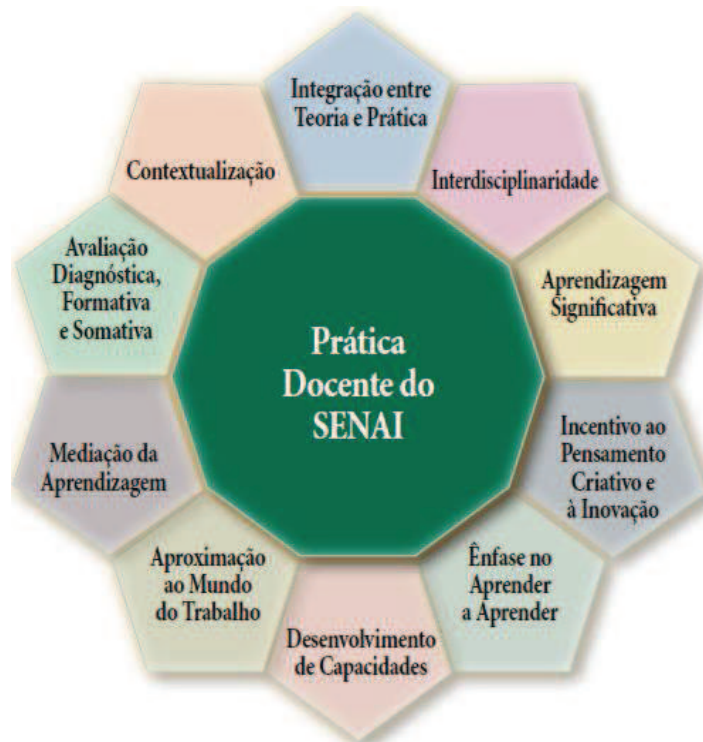 Integração entre
Teoria e Prática
Interdisciplinaridade
Aprendizagem
Significativa
Incentivo ao
Pensamento
Criativo e
à Inovação
Ênfase no
Aprender
a Aprender
Desenvolvimento
de Capacidades
Aproximação
ao Mundo
do Trabalho
Mediação da
Aprendizagem
Avaliação
Diagnóstica,
Formativa
e Somativa
Contextualização
Prática
Docente do
SENAI